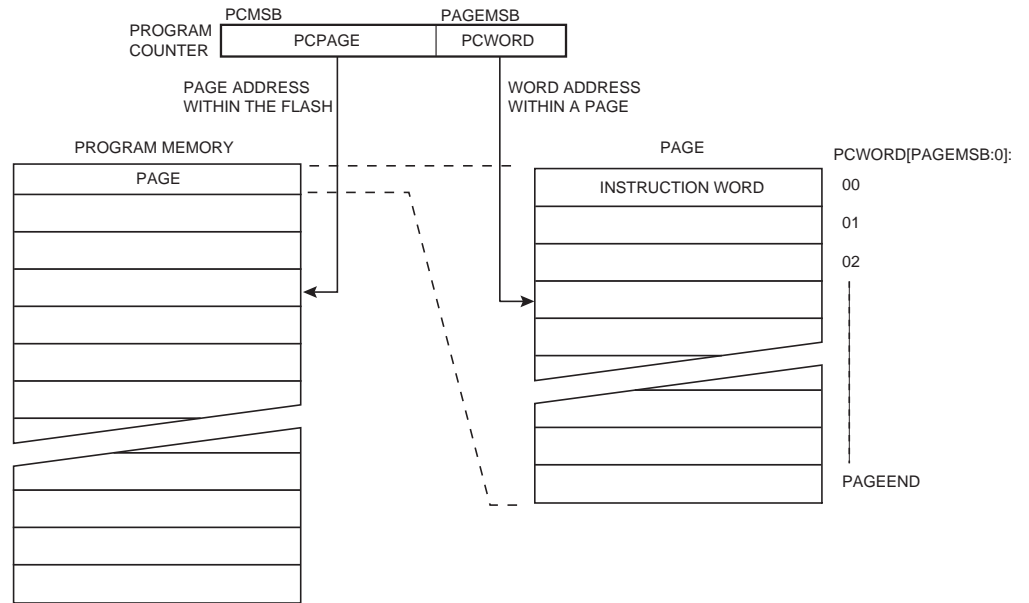 PCMSB PAGEMSB
PROGRAM
COUNTER
PCPAGE PCWORD
PAGE ADDRESS
WITHIN THE FLASH
WORD ADDRESS
WITHIN A PAGE
PROGRAM MEMORY
PAGE
PAGE
PCWORD[PAGEMSB:0]:
INSTRUCTION WORD
00
01
02
PAGEEND